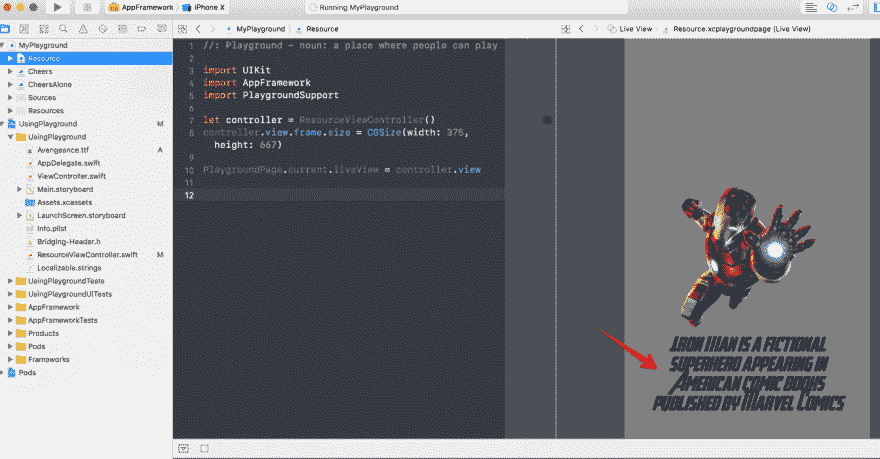 AppFramework
iPhone X
Running MyPlayground
MyPlayground
Resource
Live View
Resource.xcplaygroundpage (Live View)
MyPlayground
Resource
Cheers
CheersAlone
Sources
Resources
UsingPlayground M
UsingPlayground
Avengeance.ttf A
AppDelegate.swift
ViewController.swift
Main.storyboard
Assets.xcassets
LaunchScreen.storyboard
Info.plist
Bridging-Header.h
ResourceViewController.swift M
Localizable.strings
UsingPlaygroundTests
UsingPlaygroundUITests
AppFramework
AppFrameworkTests
Products
Pods
Frameworks
Pods
1 //: Playground - noun: a place where people can play
2
3 import UIKit
4 import AppFramework
5 import PlaygroundSupport
6
7 let controller = ResourceViewController()
8 controller.view.frame.size = CGSize(width: 375,
height: 667)
9
10 PlaygroundPage.current.liveView = controller.view
11
12
Iron Man is a fictional
superhero appearing in
American comic books
published by Marvel Comics